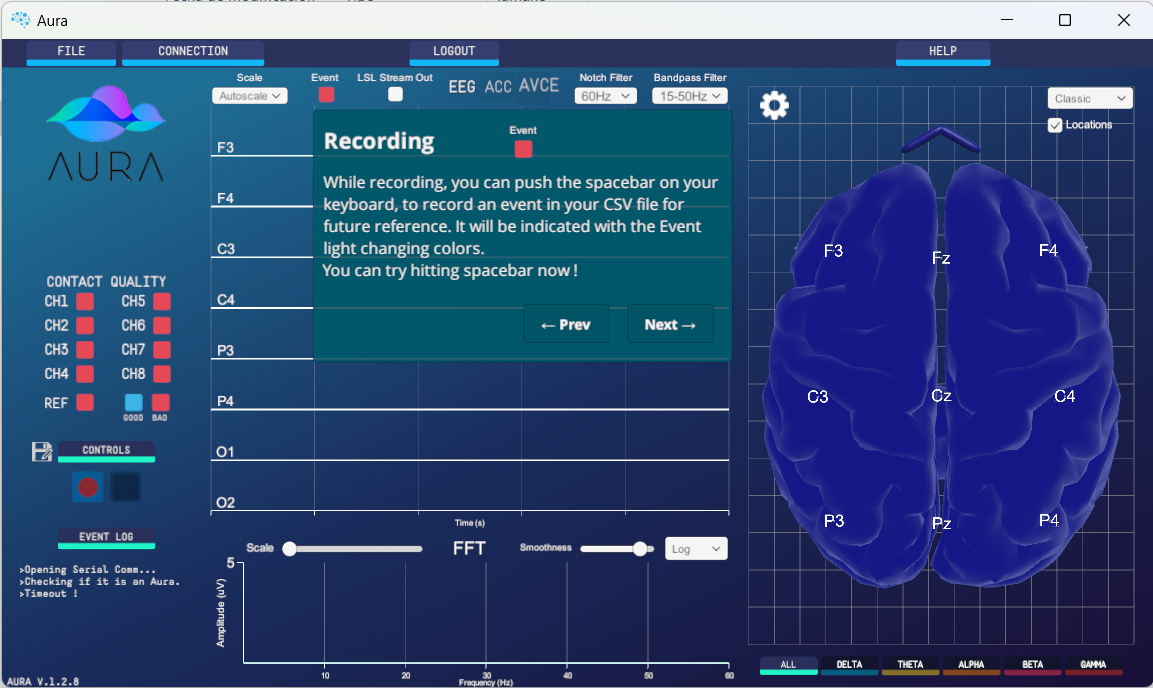 Aura
FILE
CONNECTION
LOGOUT
HELP
Scale
Autoscale
Event
LSL Stream Out
EEG
ACC
AVCE
Notch Filter
60Hz
Bandpass Filter
15-50Hz
Classic
Locations
AURA
Recording
Event
While recording, you can push the spacebar on your
keyboard, to record an event in your CSV file for
future reference. It will be indicated with the Event
light changing colors.
You can try hitting spacebar now !
← Prev
Next →
F3
F4
C3
C4
P3
P4
O1
O2
Time (s)
CONTACT QUALITY
CH1
CH5
CH2
CH6
CH3
CH7
CH4
CH8
REF
GOOD
BAD
CONTROLS
EVENT LOG
>Opening Serial Comm...
>Checking if it is an Aura.
>Timeout !
AURA V.1.2.8
Scale
FFT
Smoothness
Log
5
Amplitude (uV)
10
20
30
40
50
60
Frequency (Hz)
F3
Fz
F4
C3
Cz
C4
P3
Pz
P4
ALL
DELTA
THETA
ALPHA
BETA
GAMMA